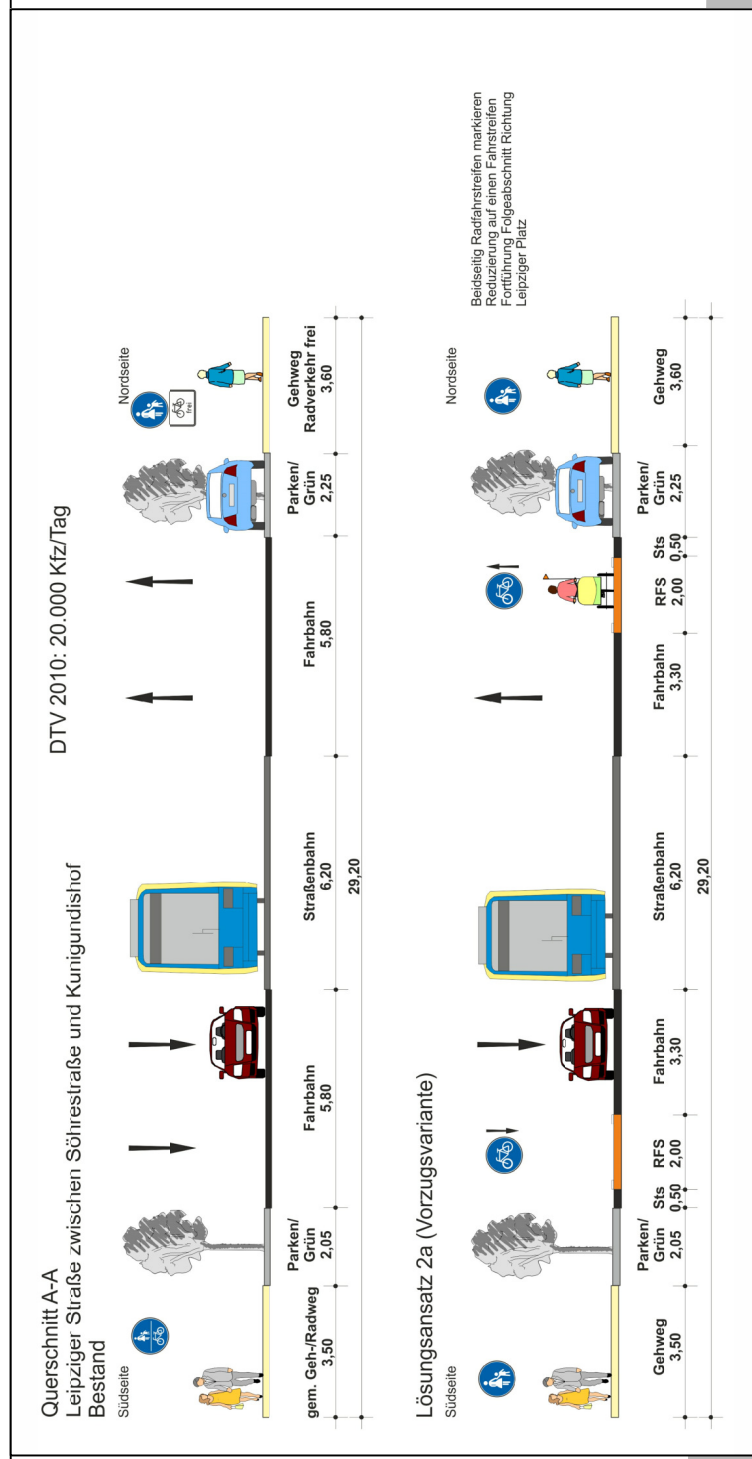 Querschnitt A-A
Leipziger Straße zwischen Söhrestraße und Kunigundishof
Bestand
DTV 2010: 20.000 Kfz/Tag
Südseite
Nordseite
frei
gem. Geh-/Radweg
3,50
Parken/
Grün
2,05
Fahrbahn
5,80
Straßenbahn
6,20
Fahrbahn
5,80
Parken/
Grün
2,25
Gehweg
Radverkehr frei
3,60
29,20
Lösungsansatz 2a (Vorzugsvariante)
Südseite
Nordseite
Beidseitig Radfahrstreifen markieren
Reduzierung auf einen Fahrstreifen
Fortführung Folgeabschnitt Richtung
Leipziger Platz
Gehweg
3,50
Parken/
Grün
2,05
Sts
0,50
RFS
2,00
Fahrbahn
3,30
Straßenbahn
6,20
Fahrbahn
3,30
RFS
2,00
Sts
0,50
Parken/
Grün
2,25
Gehweg
3,60
29,20